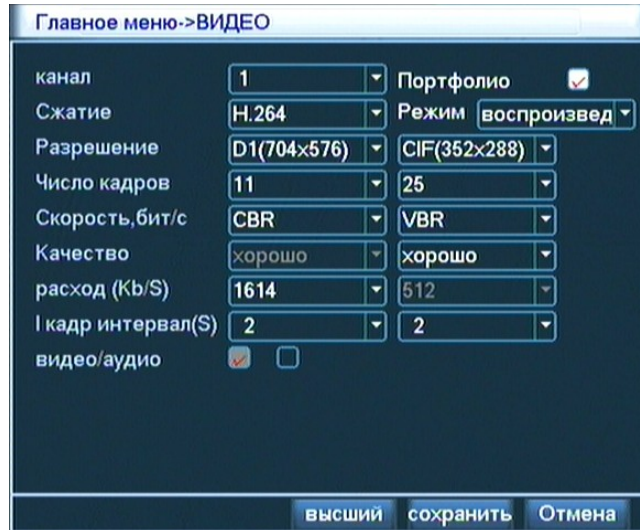 Главное меню->ВИДЕО
канал 1 Портфолио
Сжатие H.264 Режим воспроизвед
Разрешение D1(704x576) CIF(352x288)
Число кадров 11 25
Скорость,бит/с CBR VBR
Качество хорошо хорошо
расход (Kb/S) 1614 512
I кадр интервал(S) 2 2
видео/аудио
высший сохранить Отмена